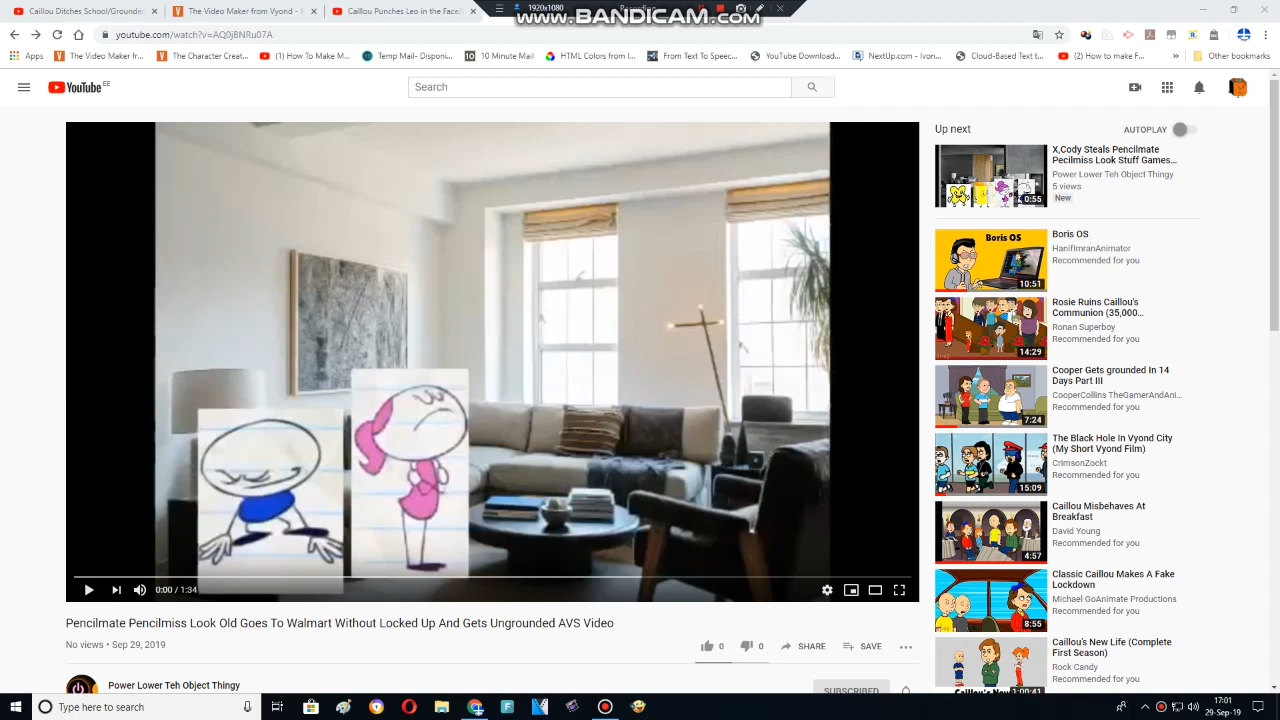 1920x1080
Recording
www.BANDICAM.com
Caillou Ditches School/Grounded
The Video Maker from Vyond -
Caillou Punches Leo in the Face/
youtube.com/watch?v=AQ0jBNRu07A
Apps
The Video Maker fr...
The Character Creat...
(1) How To Make M...
Temp Mail- Disponi...
10 Minute Mail
HTML Colors from I...
From Text To Speec...
YouTube Download...
NextUp.com - Ivon...
Cloud-Based Text t...
(2) How to make F...
»
Other bookmarks
YouTube EE
Search
Up next
AUTOPLAY
X,Cody Steals Pencilmate
Pecilmiss Look Stuff Games...
Power Lower Teh Object Thingy
5 views
New
0:55
Boris OS
Boris OS
HanifImranAnimator
Recommended for you
10:51
Rosie Ruins Caillou's
Communion (35,000...
Ronan Superboy
Recommended for you
14:29
Cooper Gets grounded In 14
Days Part III
CooperCollins TheGamerAndAni...
Recommended for you
7:24
The Black Hole In Vyond City
(My Short Vyond Film)
CrimsonZockt
Recommended for you
15:09
Caillou Misbehaves At
Breakfast
David Young
Recommended for you
4:57
Classic Caillou Makes A Fake
Lockdown
Michael GoAnimate Productions
Recommended for you
8:55
Caillou's New Life (Complete
First Season)
Rock Candy
Recommended for you
1:00:41
0:00 / 1:34
Pencilmate Pencilmiss Look Old Goes To Walmart Without Locked Up And Gets Ungrounded AVS Video
No views • Sep 29, 2019
0
0
SHARE
SAVE
Power Lower Teh Object Thingy
SUBSCRIBED
Type here to search
17:01
29-Sep-19